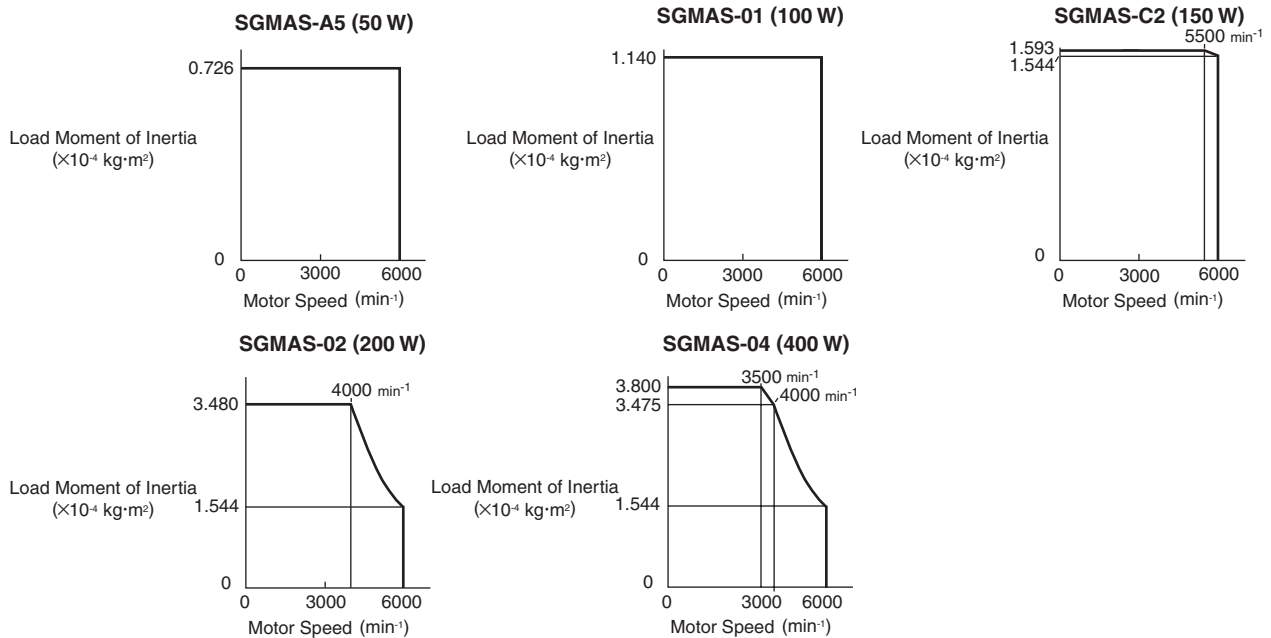 SGMAS-A5 (50 W)
0.726
Load Moment of Inertia
(×10⁻⁴ kg·m²)
0
0 3000 6000
Motor Speed (min⁻¹)
SGMAS-01 (100 W)
1.140
Load Moment of Inertia
(×10⁻⁴ kg·m²)
0
0 3000 6000
Motor Speed (min⁻¹)
SGMAS-C2 (150 W)
5500 min⁻¹
1.593
1.544
Load Moment of Inertia
(×10⁻⁴ kg·m²)
0
0 3000 6000
Motor Speed (min⁻¹)
SGMAS-02 (200 W)
4000 min⁻¹
3.480
Load Moment of Inertia
(×10⁻⁴ kg·m²)
1.544
0
0 3000 6000
Motor Speed (min⁻¹)
SGMAS-04 (400 W)
3500 min⁻¹
3.800
4000 min⁻¹
3.475
Load Moment of Inertia
(×10⁻⁴ kg·m²)
1.544
0
0 3000 6000
Motor Speed (min⁻¹)